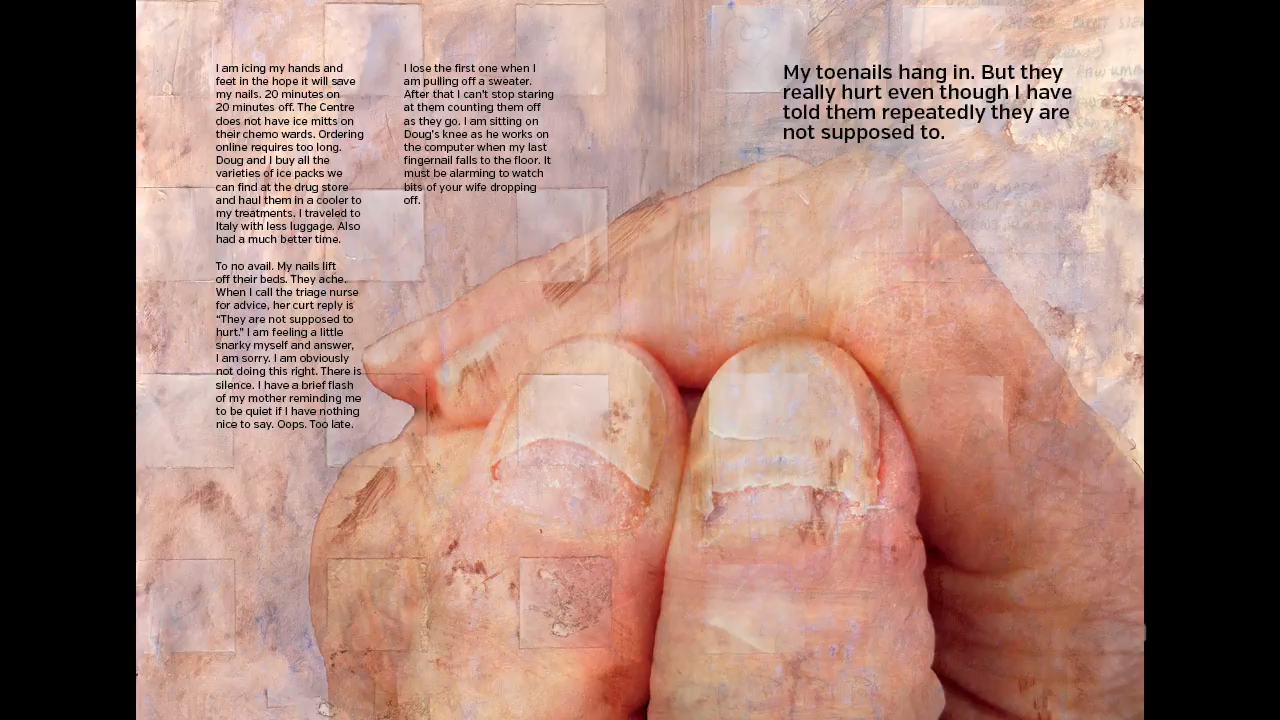 I am icing my hands and
feet in the hope it will save
my nails. 20 minutes on
20 minutes off. The Centre
does not have ice mitts on
their chemo wards. Ordering
online requires too long.
Doug and I buy all the
varieties of ice packs we
can find at the drug store
and haul them in a cooler to
my treatments. I traveled to
Italy with less luggage. Also
had a much better time.
To no avail. My nails lift
off their beds. They ache.
When I call the triage nurse
for advice, her curt reply is
“They are not supposed to
hurt.” I am feeling a little
snarky myself and answer,
I am sorry. I am obviously
not doing this right. There is
silence. I have a brief flash
of my mother reminding me
to be quiet if I have nothing
nice to say. Oops. Too late.
I lose the first one when I
am pulling off a sweater.
After that I can’t stop staring
at them counting them off
as they go. I am sitting on
Doug’s knee as he works on
the computer when my last
fingernail falls to the floor. It
must be alarming to watch
bits of your wife dropping
off.
My toenails hang in. But they
really hurt even though I have
told them repeatedly they are
not supposed to.